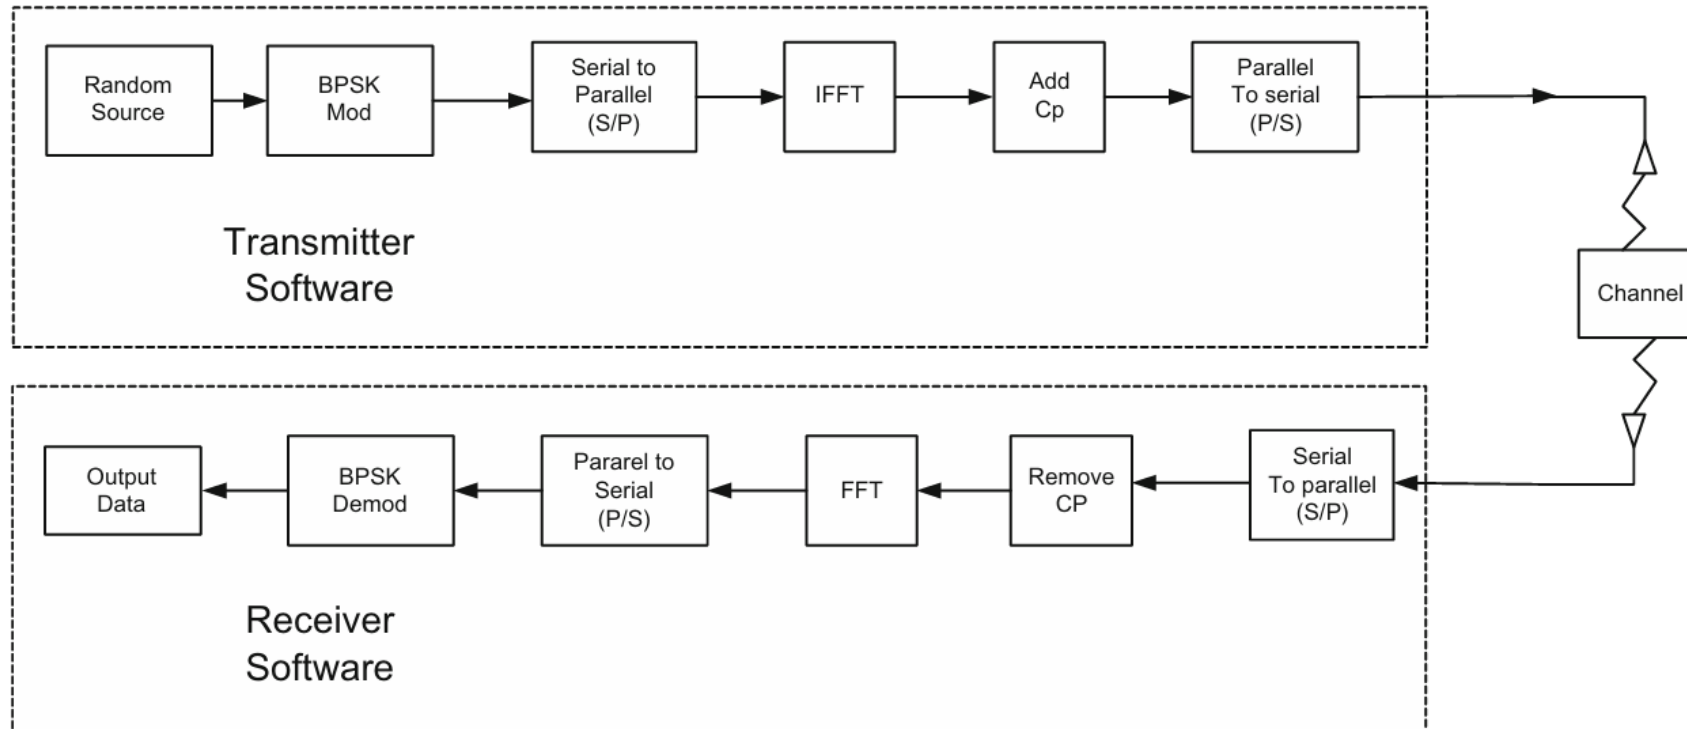 Random
Source
BPSK
Mod
Serial to
Parallel
(S/P)
IFFT
Add
Cp
Parallel
To serial
(P/S)
Transmitter
Software
Channel
Output
Data
BPSK
Demod
Pararel to
Serial
(P/S)
FFT
Remove
CP
Serial
To parallel
(S/P)
Receiver
Software